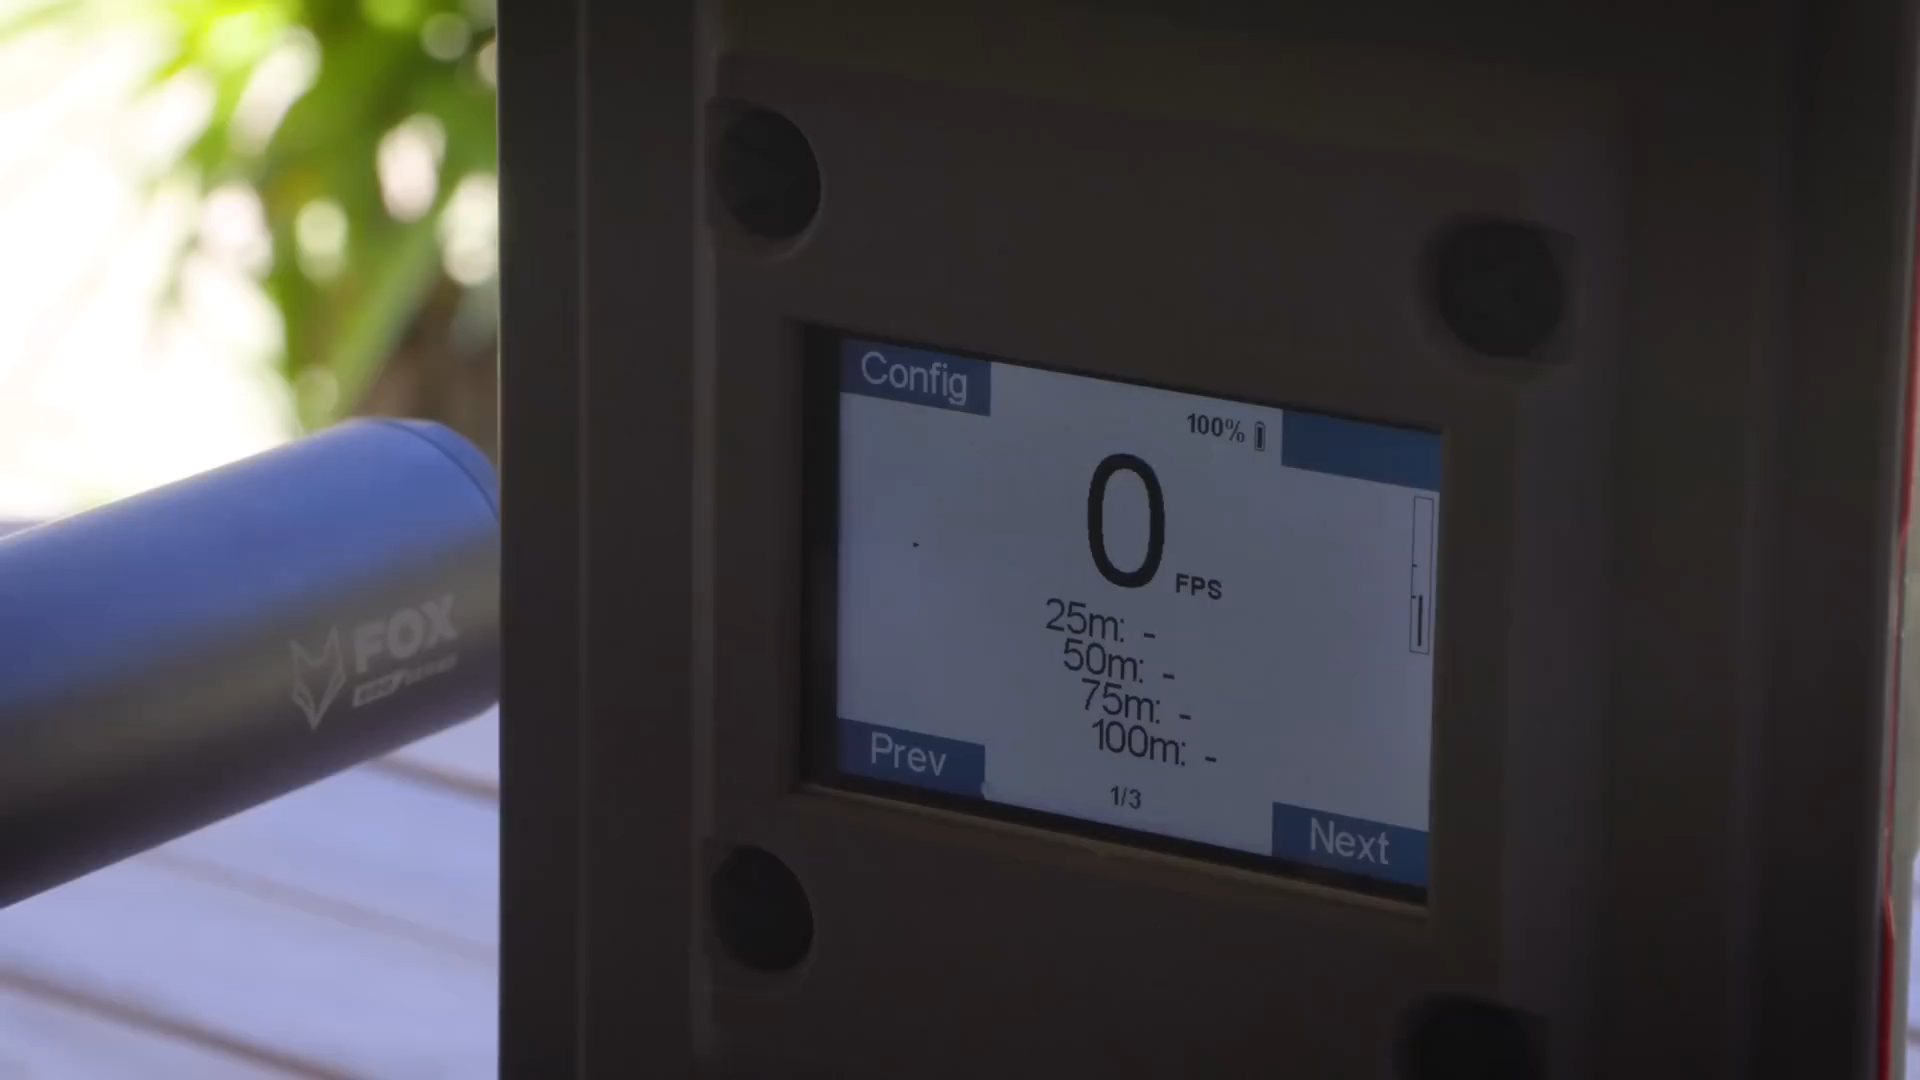 Config
100%
0 FPS
25m: -
50m: -
75m: -
100m: -
Prev
1/3
Next
FOX